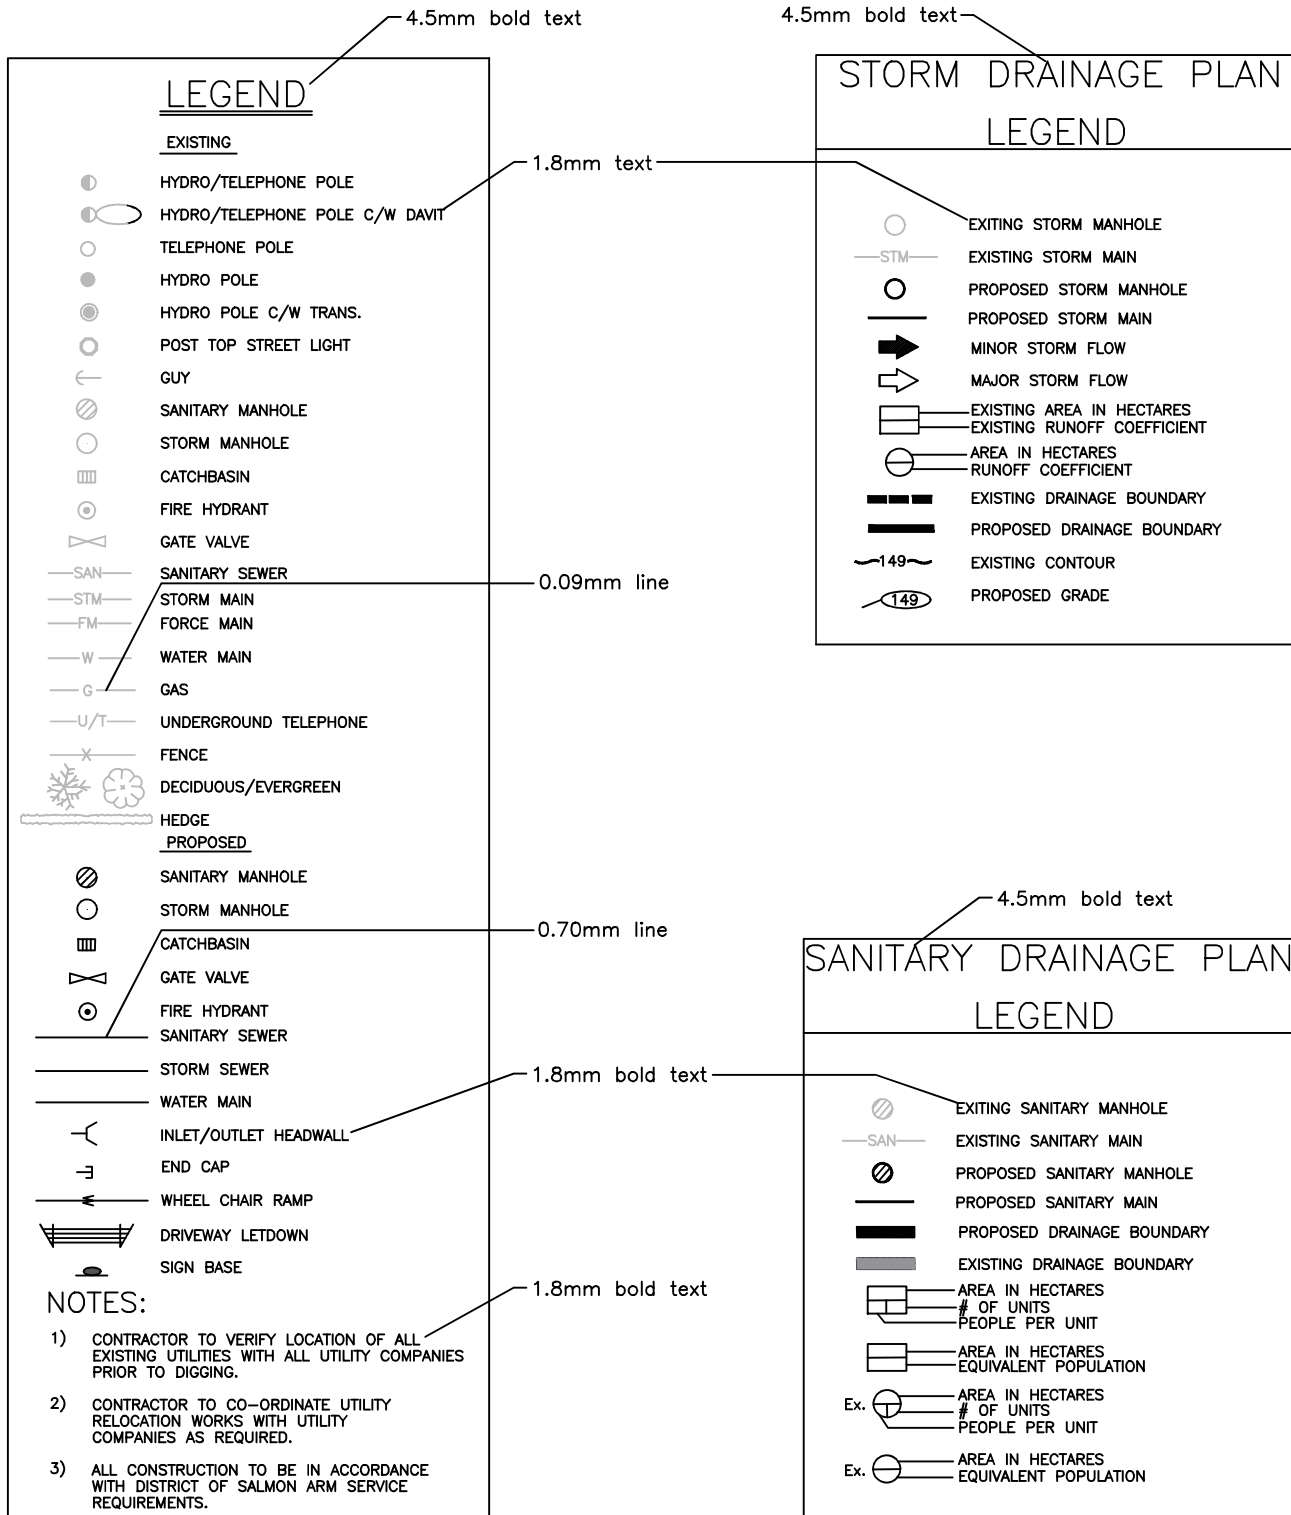 4.5mm bold text
LEGEND
EXISTING
1.8mm text
HYDRO/TELEPHONE POLE
HYDRO/TELEPHONE POLE C/W DAVIT
TELEPHONE POLE
HYDRO POLE
HYDRO POLE C/W TRANS.
POST TOP STREET LIGHT
GUY
SANITARY MANHOLE
STORM MANHOLE
CATCHBASIN
FIRE HYDRANT
GATE VALVE
SAN SANITARY SEWER
0.09mm line
STM STORM MAIN
FM FORCE MAIN
W WATER MAIN
G GAS
U/T UNDERGROUND TELEPHONE
X FENCE
DECIDUOUS/EVERGREEN
HEDGE
PROPOSED
SANITARY MANHOLE
STORM MANHOLE
0.70mm line
CATCHBASIN
GATE VALVE
FIRE HYDRANT
SANITARY SEWER
STORM SEWER
1.8mm bold text
WATER MAIN
INLET/OUTLET HEADWALL
END CAP
WHEEL CHAIR RAMP
DRIVEWAY LETDOWN
SIGN BASE
1.8mm bold text
NOTES:
1) CONTRACTOR TO VERIFY LOCATION OF ALL
EXISTING UTILITIES WITH ALL UTILITY COMPANIES
PRIOR TO DIGGING.
2) CONTRACTOR TO CO-ORDINATE UTILITY
RELOCATION WORKS WITH UTILITY
COMPANIES AS REQUIRED.
3) ALL CONSTRUCTION TO BE IN ACCORDANCE
WITH DISTRICT OF SALMON ARM SERVICE
REQUIREMENTS.
4.5mm bold text
STORM DRAINAGE PLAN
LEGEND
EXITING STORM MANHOLE
STM EXISTING STORM MAIN
PROPOSED STORM MANHOLE
PROPOSED STORM MAIN
MINOR STORM FLOW
MAJOR STORM FLOW
EXISTING AREA IN HECTARES
EXISTING RUNOFF COEFFICIENT
AREA IN HECTARES
RUNOFF COEFFICIENT
EXISTING DRAINAGE BOUNDARY
PROPOSED DRAINAGE BOUNDARY
149 EXISTING CONTOUR
149 PROPOSED GRADE
4.5mm bold text
SANITARY DRAINAGE PLAN
LEGEND
EXITING SANITARY MANHOLE
SAN EXISTING SANITARY MAIN
PROPOSED SANITARY MANHOLE
PROPOSED SANITARY MAIN
PROPOSED DRAINAGE BOUNDARY
EXISTING DRAINAGE BOUNDARY
AREA IN HECTARES
# OF UNITS
PEOPLE PER UNIT
AREA IN HECTARES
EQUIVALENT POPULATION
Ex. AREA IN HECTARES
# OF UNITS
PEOPLE PER UNIT
Ex. AREA IN HECTARES
EQUIVALENT POPULATION